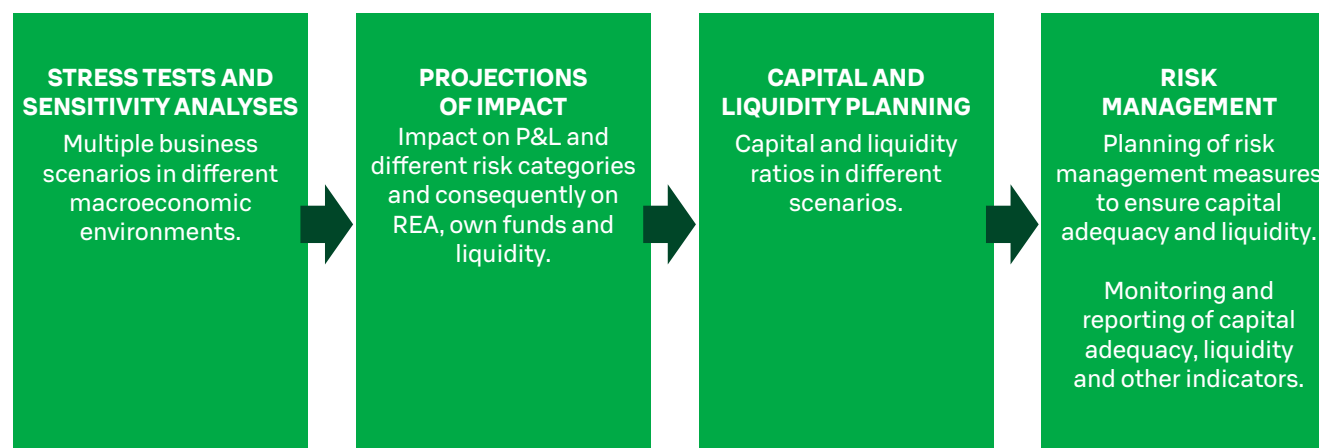 STRESS TESTS AND
SENSITIVITY ANALYSES
Multiple business
scenarios in different
macroeconomic
environments.
PROJECTIONS
OF IMPACT
Impact on P&L and
different risk categories
and consequently on
REA, own funds and
liquidity.
CAPITAL AND
LIQUIDITY PLANNING
Capital and liquidity
ratios in different
scenarios.
RISK
MANAGEMENT
Planning of risk
management measures
to ensure capital
adequacy and liquidity.
Monitoring and
reporting of capital
adequacy, liquidity
and other indicators.